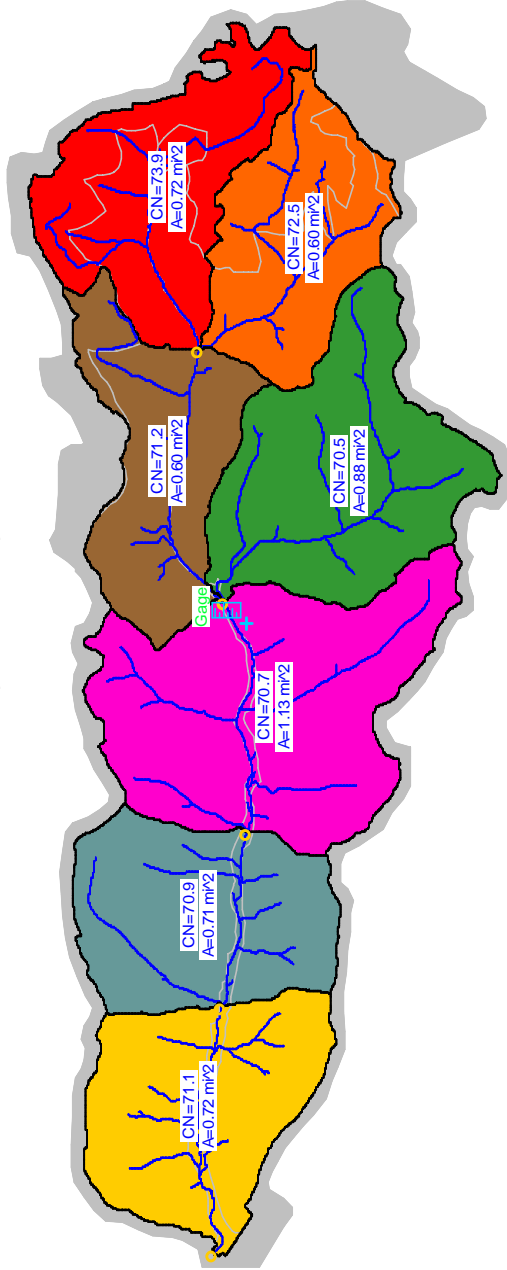 CN=73.9
A=0.72 mi^2
CN=72.5
A=0.60 mi^2
CN=71.2
A=0.60 mi^2
CN=70.5
A=0.88 mi^2
Gage
CN=70.7
A=1.13 mi^2
CN=70.9
A=0.71 mi^2
CN=71.1
A=0.72 mi^2